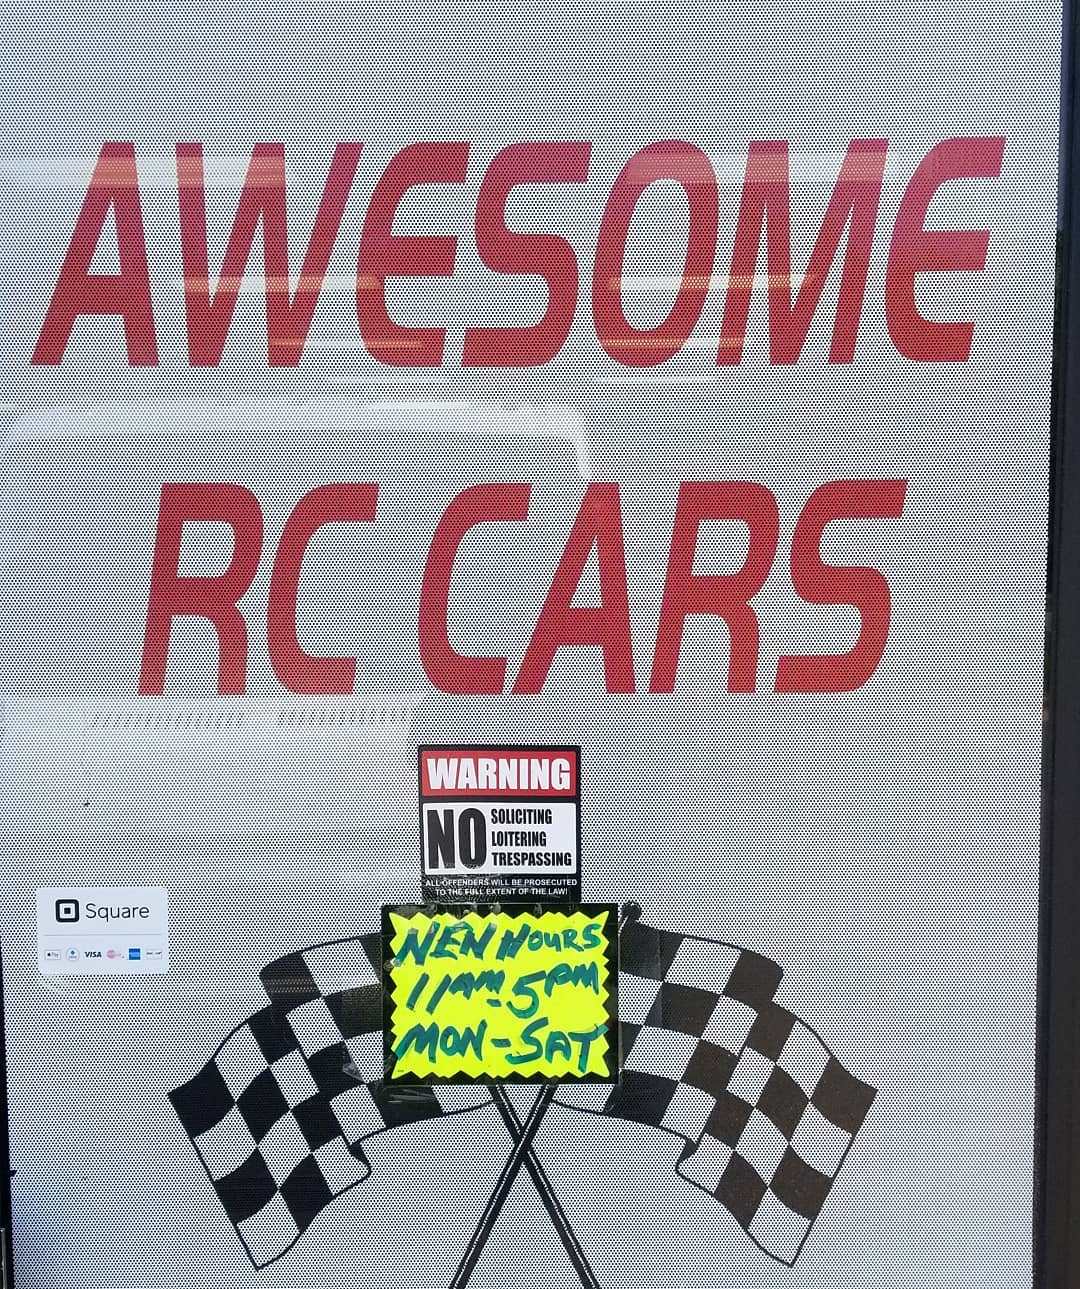 AWESOME
RC CARS
WARNING
NO SOLICITING
LOITERING
TRESPASSING
ALL OFFENDERS WILL BE PROSECUTED
TO THE FULL EXTENT OF THE LAW!
Square
Pay VISA
NEW HOURS
11AM-5PM
MON-SAT